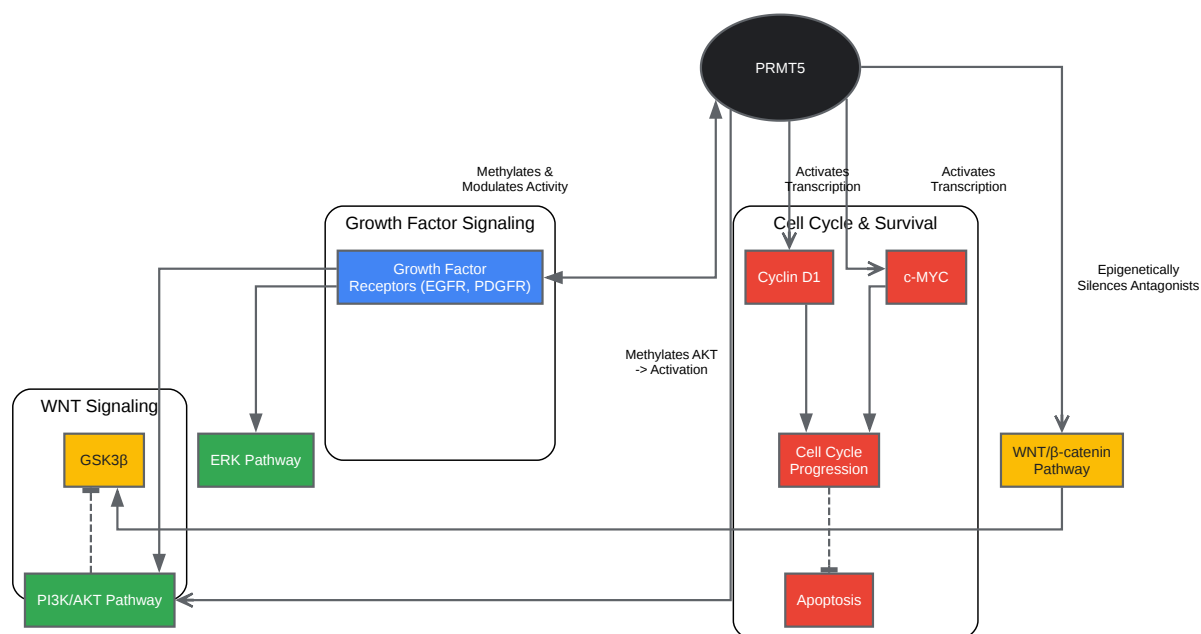 PRMT5
Methylates &
Modulates Activity
Activates
Transcription
Activates
Transcription
Growth Factor Signaling
Cell Cycle & Survival
Growth Factor
Receptors (EGFR, PDGFR)
Cyclin D1
c-MYC
Epigenetically
Silences Antagonists
Methylates AKT
-> Activation
WNT Signaling
GSK3β
ERK Pathway
Cell Cycle
Progression
WNT/β-catenin
Pathway
PI3K/AKT Pathway
Apoptosis